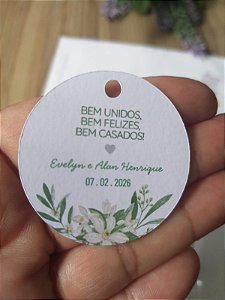 BEM UNIDOS,
BEM FELIZES,
BEM CASADOS!
Evelyn e Alan Henrique
07.02.2026